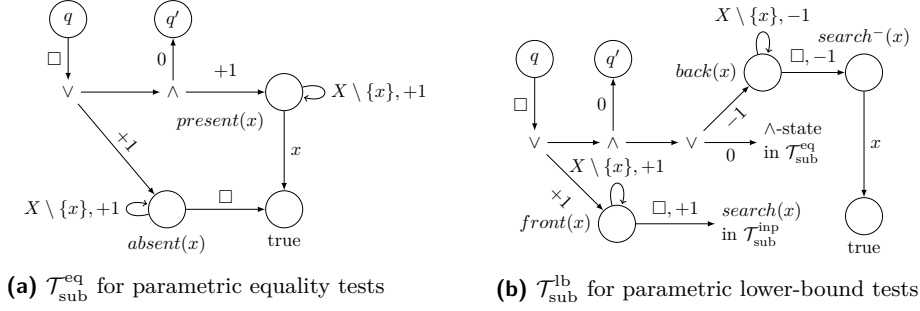 q
q′
□
0
∨
∧
+1
X \ {x}, +1
present(x)
+1
x
X \ {x}, +1
□
absent(x)
true
(a) 𝒯_sub^eq for parametric equality tests
X \ {x}, −1
search⁻(x)
q
q′
back(x)
□, −1
□
0
−1
∨
∧
∨
0
∧-state
in 𝒯_sub^eq
x
X \ {x}, +1
+1
front(x)
□, +1
search(x)
in 𝒯_sub^inp
true
(b) 𝒯_sub^lb for parametric lower-bound tests